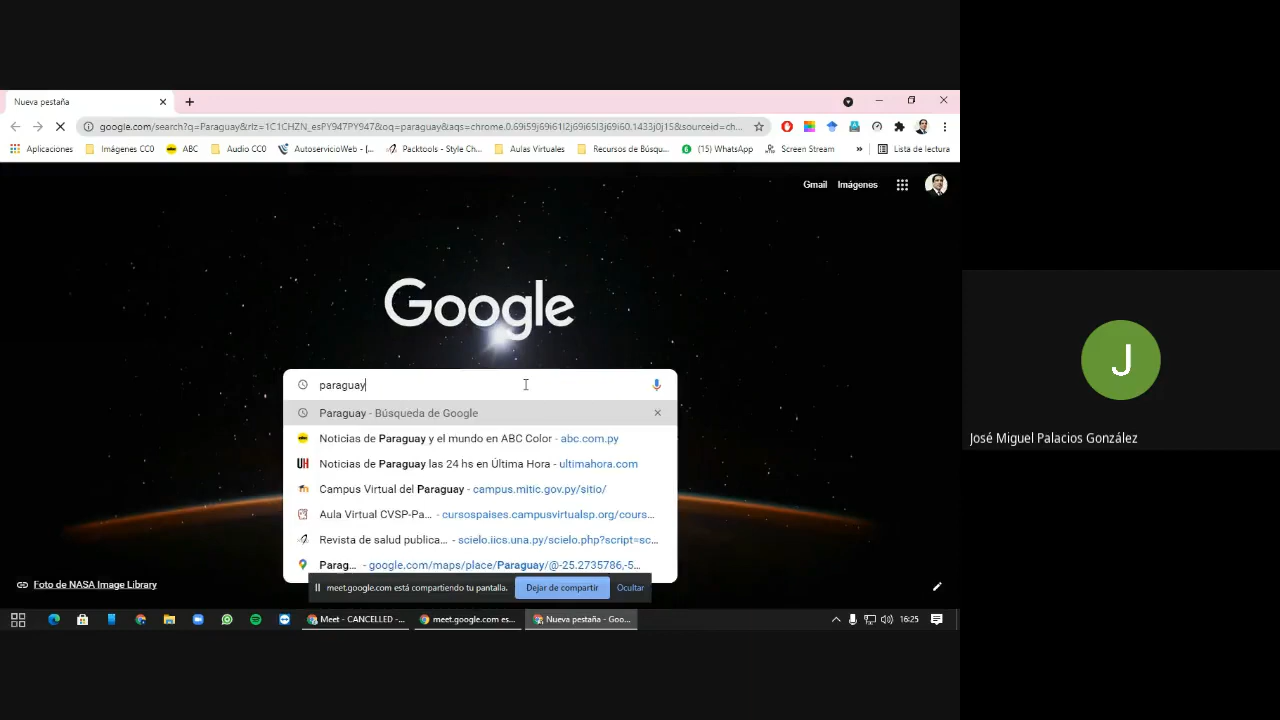 Nueva pestaña
google.com/search?q=Paraguay&rlz=1C1CHZN_esPY947PY947&oq=paraguay&aqs=chrome.0.69i59j69i61l2j69i65l3j69i60.1433j0j15&sourceid=ch...
Aplicaciones Imágenes CC0 ABC Audio CC0 AutoservicioWeb - [... Packtools - Style Ch... Aulas Virtuales Recursos de Búsqu... (15) WhatsApp Screen Stream » Lista de lectura
Gmail Imágenes
Google
paraguay
Paraguay - Búsqueda de Google
Noticias de Paraguay y el mundo en ABC Color - abc.com.py
Noticias de Paraguay las 24 hs en Última Hora - ultimahora.com
Campus Virtual del Paraguay - campus.mitic.gov.py/sitio/
Aula Virtual CVSP-Pa... - cursospaises.campusvirtualsp.org/cours...
Revista de salud publica... - scielo.iics.una.py/scielo.php?script=sc...
Parag... - google.com/maps/place/Paraguay/@-25.2735786,-5...
J
José Miguel Palacios González
Foto de NASA Image Library
meet.google.com está compartiendo tu pantalla. Dejar de compartir Ocultar
Meet - CANCELLED -... meet.google.com es... Nueva pestaña - Goo... 16:25